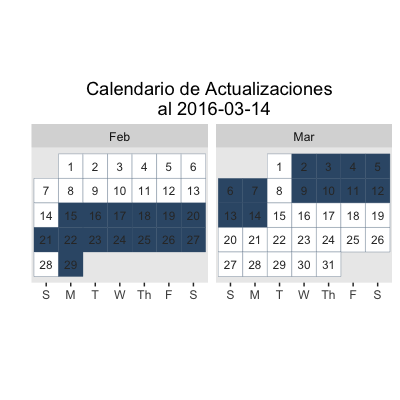 Calendario de Actualizaciones
al 2016-03-14
Feb
1 2 3 4 5 6
7 8 9 10 11 12 13
14 15 16 17 18 19 20
21 22 23 24 25 26 27
28 29
S M T W Th F S
Mar
1 2 3 4 5
6 7 8 9 10 11 12
13 14 15 16 17 18 19
20 21 22 23 24 25 26
27 28 29 30 31
S M T W Th F S